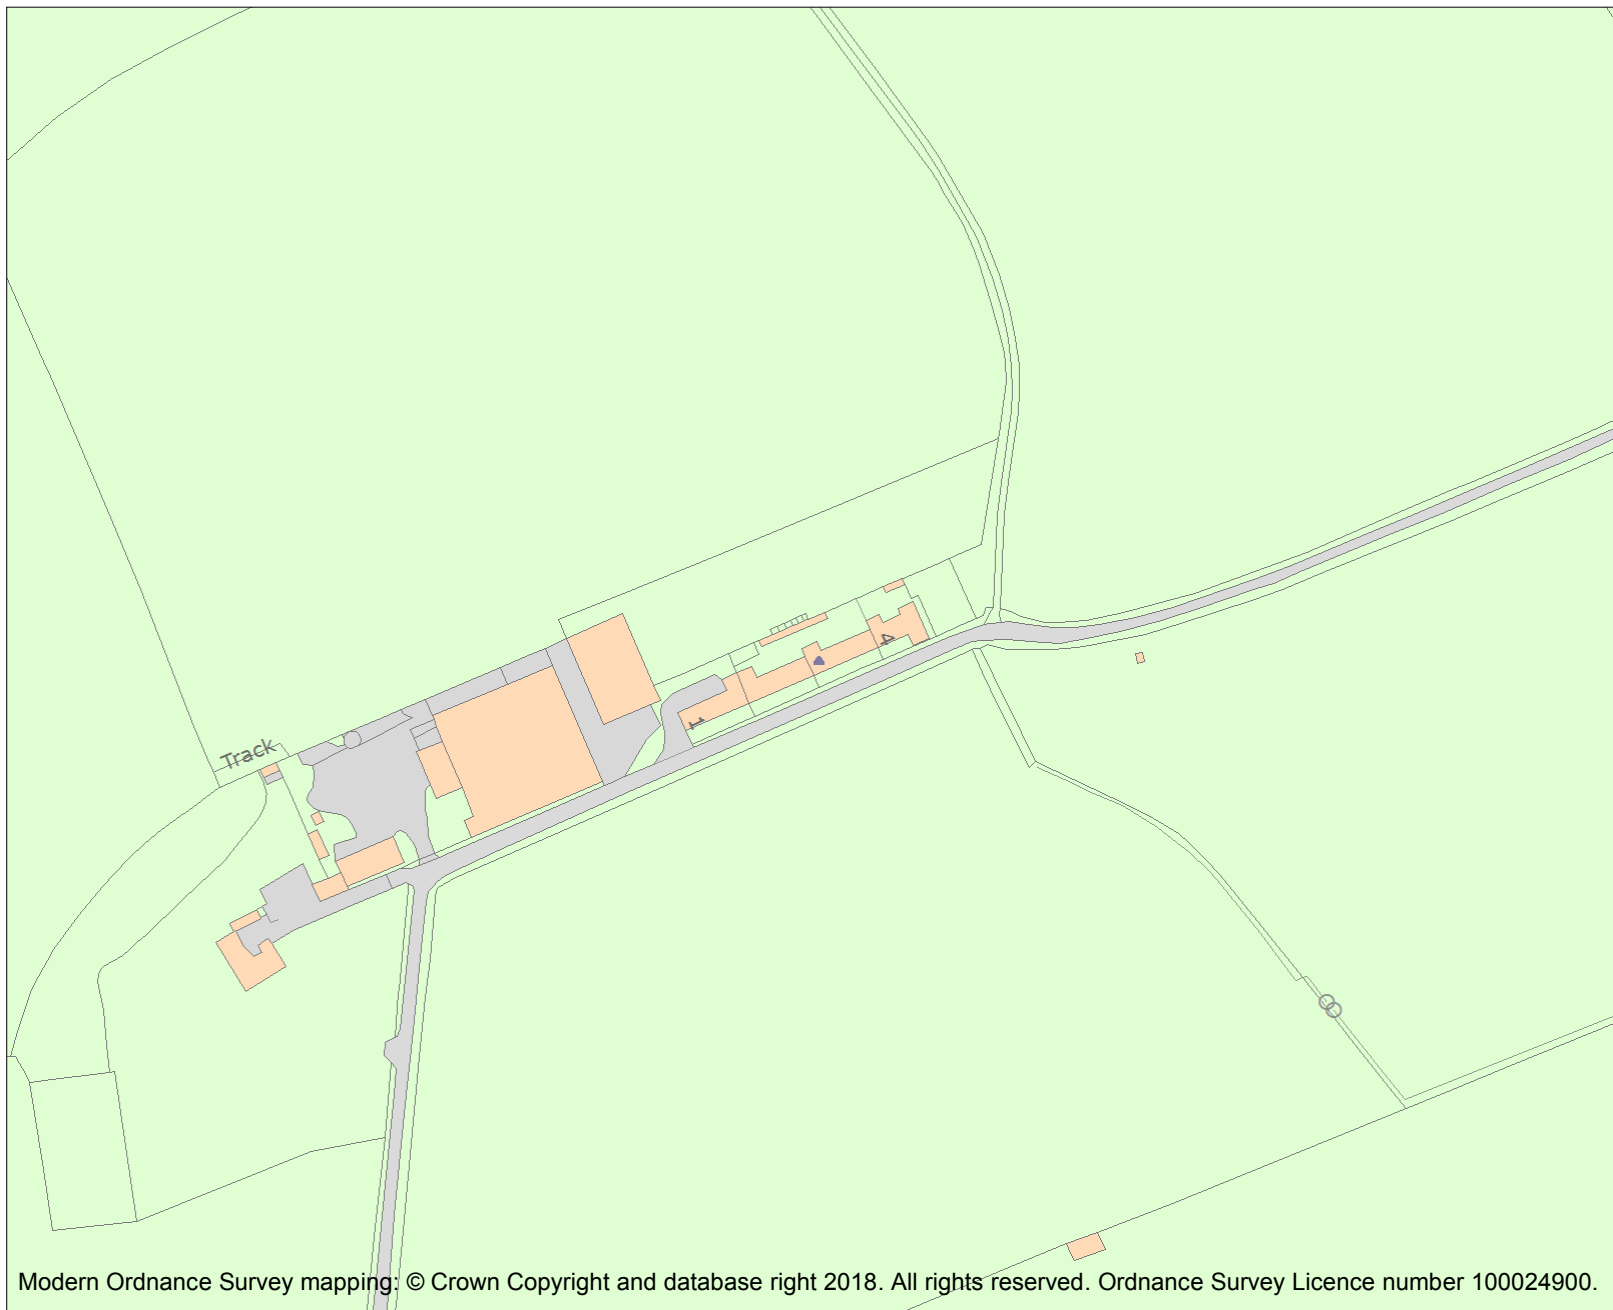 4
1
Track
Modern Ordnance Survey mapping: © Crown Copyright and database right 2018. All rights reserved. Ordnance Survey Licence number 100024900.